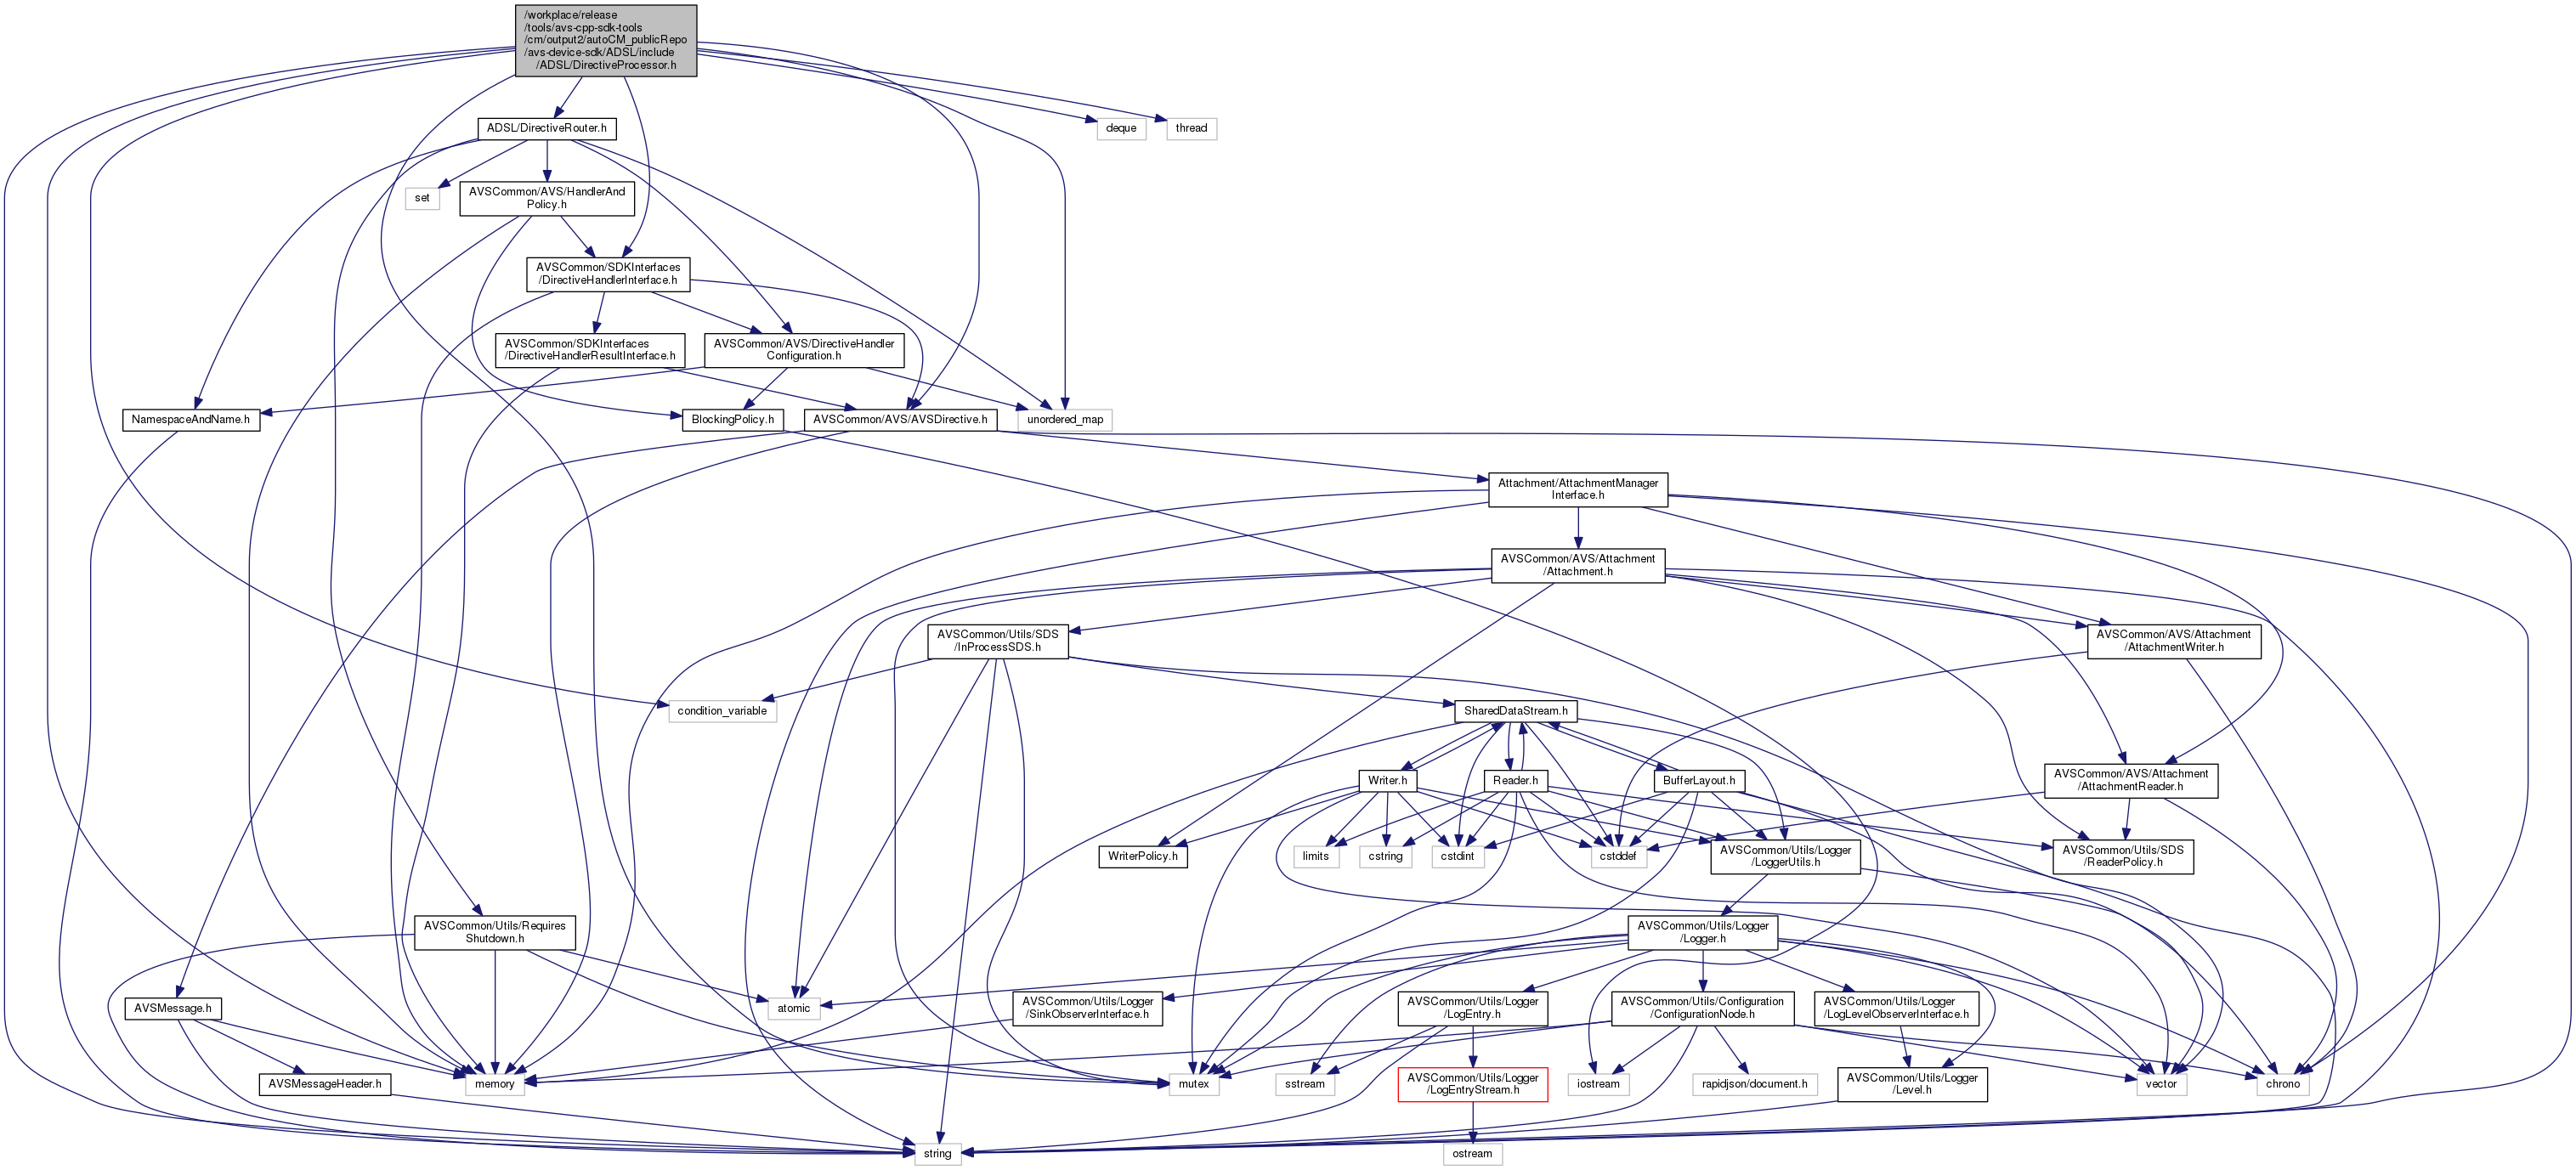 /workplace/release
/tools/avs-cpp-sdk-tools
/cm/output2/autoCM_publicRepo
/avs-device-sdk/ADSL/include
/ADSL/DirectiveProcessor.h
ADSL/DirectiveRouter.h
deque
thread
set
AVSCommon/AVS/HandlerAnd
Policy.h
AVSCommon/SDKInterfaces
/DirectiveHandlerInterface.h
AVSCommon/SDKInterfaces
/DirectiveHandlerResultInterface.h
AVSCommon/AVS/DirectiveHandler
Configuration.h
NamespaceAndName.h
BlockingPolicy.h
AVSCommon/AVS/AVSDirective.h
unordered_map
Attachment/AttachmentManager
Interface.h
AVSCommon/AVS/Attachment
/Attachment.h
AVSCommon/Utils/SDS
/InProcessSDS.h
AVSCommon/AVS/Attachment
/AttachmentWriter.h
condition_variable
SharedDataStream.h
Writer.h
Reader.h
BufferLayout.h
AVSCommon/AVS/Attachment
/AttachmentReader.h
WriterPolicy.h
limits
cstring
cstdint
cstddef
AVSCommon/Utils/Logger
/LoggerUtils.h
AVSCommon/Utils/SDS
/ReaderPolicy.h
AVSCommon/Utils/Requires
Shutdown.h
AVSCommon/Utils/Logger
/Logger.h
AVSMessage.h
atomic
AVSCommon/Utils/Logger
/SinkObserverInterface.h
AVSCommon/Utils/Logger
/LogEntry.h
AVSCommon/Utils/Configuration
/ConfigurationNode.h
AVSCommon/Utils/Logger
/LogLevelObserverInterface.h
AVSMessageHeader.h
memory
mutex
sstream
AVSCommon/Utils/Logger
/LogEntryStream.h
iostream
rapidjson/document.h
AVSCommon/Utils/Logger
/Level.h
vector
chrono
string
ostream